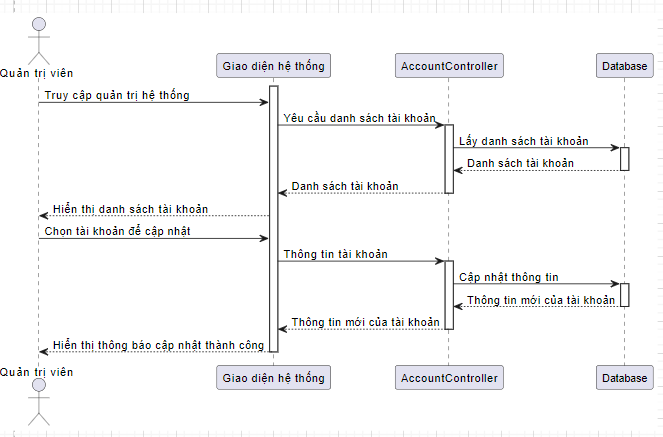 Quản trị viên
Giao diện hệ thống
AccountController
Database
Truy cập quản trị hệ thống
Yêu cầu danh sách tài khoản
Lấy danh sách tài khoản
Danh sách tài khoản
Danh sách tài khoản
Hiển thị danh sách tài khoản
Chọn tài khoản để cập nhật
Thông tin tài khoản
Cập nhật thông tin
Thông tin mới của tài khoản
Thông tin mới của tài khoản
Hiển thị thông báo cập nhật thành công
Quản trị viên
Giao diện hệ thống
AccountController
Database